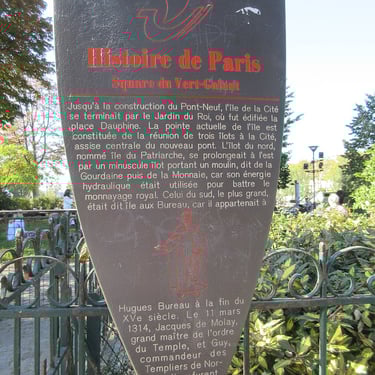 Histoire de Paris
Square du Vert-Galant
Jusqu'à la construction du Pont-Neuf, l'île de la Cité
se terminait par le Jardin du Roi, où fut édifiée la
place Dauphine. La pointe actuelle de l'île est
constituée de la réunion de trois îlots à la Cité,
assise centrale du nouveau pont. L'îlot du nord,
nommé île du Patriarche, se prolongeait à l'est
par un minuscule îlot portant un moulin, dit de la
Gourdaine puis de la Monnaie, car son énergie
hydraulique était utilisée pour battre le
monnayage royal. Celui du sud, le plus grand,
était dit île aux Bureau, car il appartenait à
Hugues Bureau à la fin du
XVe siècle. Le 11 mars
1314, Jacques de Molay,
grand maître de l'ordre
du Temple, et Guy,
commandeur des
Templiers de Nor-
furent